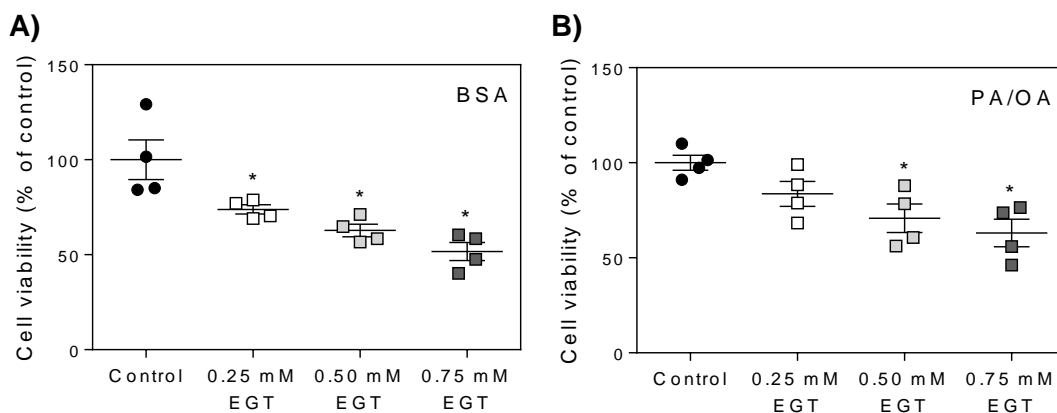 A)
Cell viability (% of control)
150
100
50
0
BSA
*
*
*
Control
0.25 mM
EGT
0.50 mM
EGT
0.75 mM
EGT
B)
Cell viability (% of control)
150
100
50
0
PA/OA
*
*
Control
0.25 mM
EGT
0.50 mM
EGT
0.75 mM
EGT